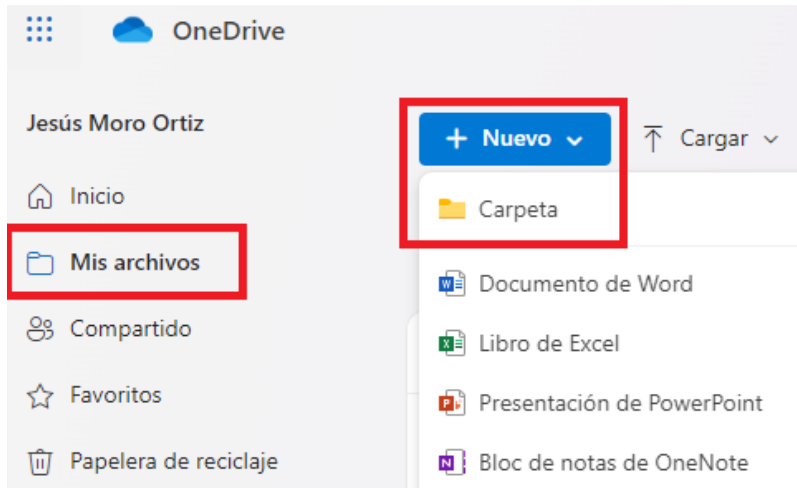 OneDrive
Jesús Moro Ortiz
Inicio
Mis archivos
Compartido
Favoritos
Papelera de reciclaje
+ Nuevo
Cargar
Carpeta
Documento de Word
Libro de Excel
Presentación de PowerPoint
Bloc de notas de OneNote